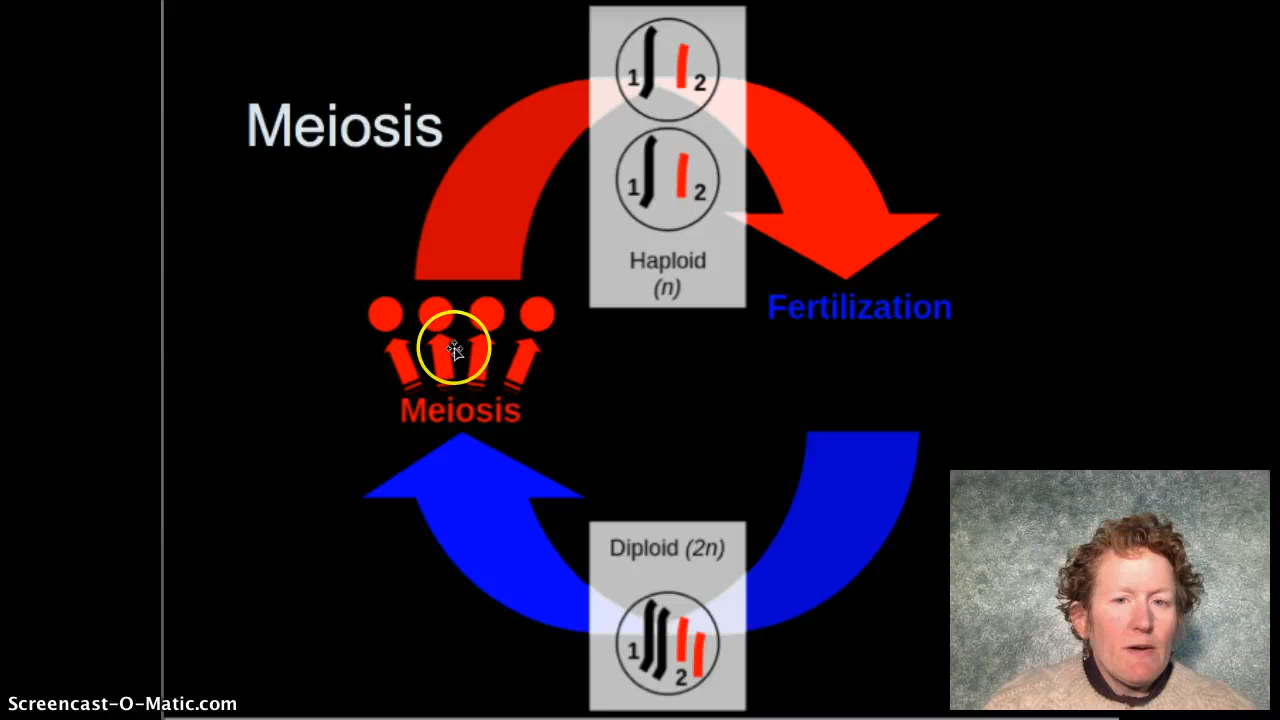 1 2
Meiosis
1 2
Haploid
(n)
Fertilization
Meiosis
Diploid (2n)
1 2
Screencast-O-Matic.com